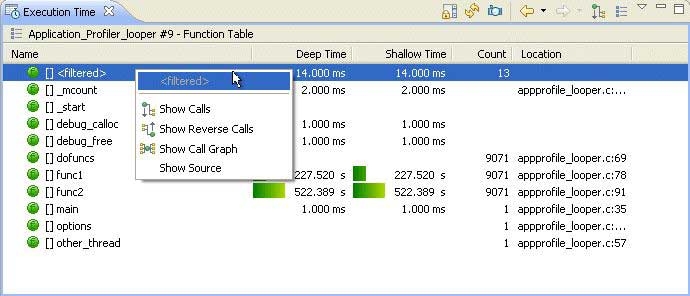 Execution Time
Application_Profiler_looper #9 - Function Table
Name Deep Time Shallow Time Count Location
[] <filtered> 14.000 ms 14.000 ms 13
<filtered>
[] _mcount 2.000 ms 2.000 ms appprofile_looper.c:...
[] _start Show Calls
[] debug_calloc 1.000 ms 1.000 ms
Show Reverse Calls
[] debug_free 1.000 ms 1.000 ms
Show Call Graph
[] dofuncs 9071 appprofile_looper.c:69
Show Source
[] func1 227.520 s 227.520 s 9071 appprofile_looper.c:78
[] func2 522.389 s 522.389 s 9071 appprofile_looper.c:91
[] main 1.000 ms 1.000 ms 1 appprofile_looper.c:35
[] options 1 appprofile_looper.c:...
[] other_thread 1 appprofile_looper.c:57